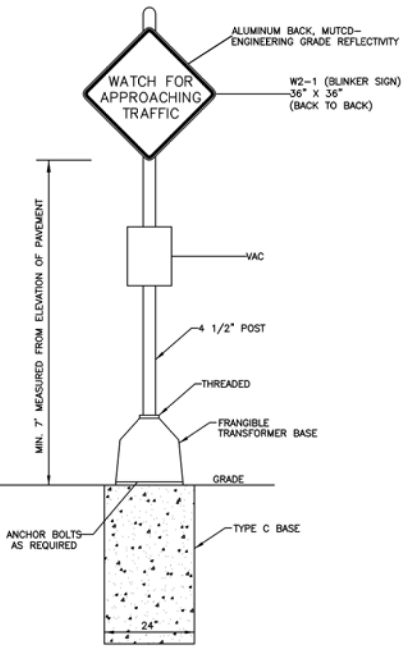 ALUMINUM BACK, MUTCD-
ENGINEERING GRADE REFLECTIVITY
WATCH FOR
APPROACHING
TRAFFIC
W2-1 (BLINKER SIGN)
36" X 36"
(BACK TO BACK)
MIN. 7' MEASURED FROM ELEVATION OF PAVEMENT
VAC
4 1/2" POST
THREADED
FRANGIBLE
TRANSFORMER BASE
GRADE
ANCHOR BOLTS
AS REQUIRED
TYPE C BASE
24"